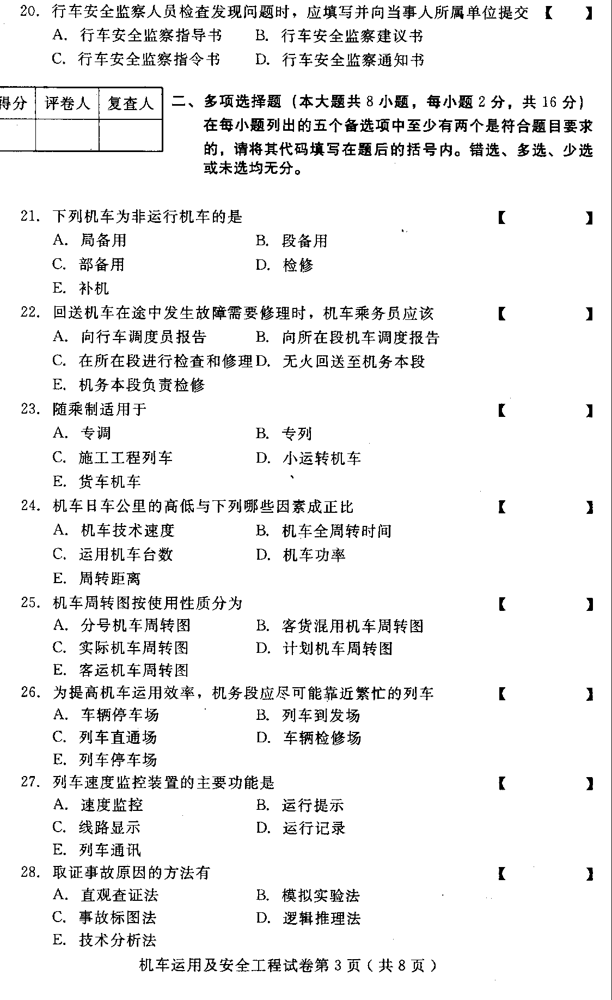 20. 行车安全监察人员检查发现问题时，应填写并向当事人所属单位提交 【 】
A. 行车安全监察指导书 B. 行车安全监察建议书
C. 行车安全监察指令书 D. 行车安全监察通知书
得分 评卷人 复查人
二、多项选择题（本大题共 8 小题，每小题 2 分，共 16 分）
在每小题列出的五个备选项中至少有两个是符合题目要求
的，请将其代码填写在题后的括号内。错选、多选、少选
或未选均无分。
21. 下列机车为非运行机车的是 【 】
A. 局备用 B. 段备用
C. 部备用 D. 检修
E. 补机
22. 回送机车在途中发生故障需要修理时，机车乘务员应该 【 】
A. 向行车调度员报告 B. 向所在段机车调度报告
C. 在所在段进行检查和修理 D. 无火回送至机务本段
E. 机务本段负责检修
23. 随乘制适用于 【 】
A. 专调 B. 专列
C. 施工工程列车 D. 小运转机车
E. 货车机车
24. 机车日车公里的高低与下列哪些因素成正比 【 】
A. 机车技术速度 B. 机车全周转时间
C. 运用机车台数 D. 机车功率
E. 周转距离
25. 机车周转图按使用性质分为 【 】
A. 分号机车周转图 B. 客货混用机车周转图
C. 实际机车周转图 D. 计划机车周转图
E. 客运机车周转图
26. 为提高机车运用效率，机务段应尽可能靠近繁忙的列车 【 】
A. 车辆停车场 B. 列车到发场
C. 列车直通场 D. 车辆检修场
E. 列车停车场
27. 列车速度监控装置的主要功能是 【 】
A. 速度监控 B. 运行提示
C. 线路显示 D. 运行记录
E. 列车通讯
28. 取证事故原因的方法有 【 】
A. 直观查证法 B. 模拟实验法
C. 事故标图法 D. 逻辑推理法
E. 技术分析法
机车运用及安全工程试卷第 3 页（共 8 页）